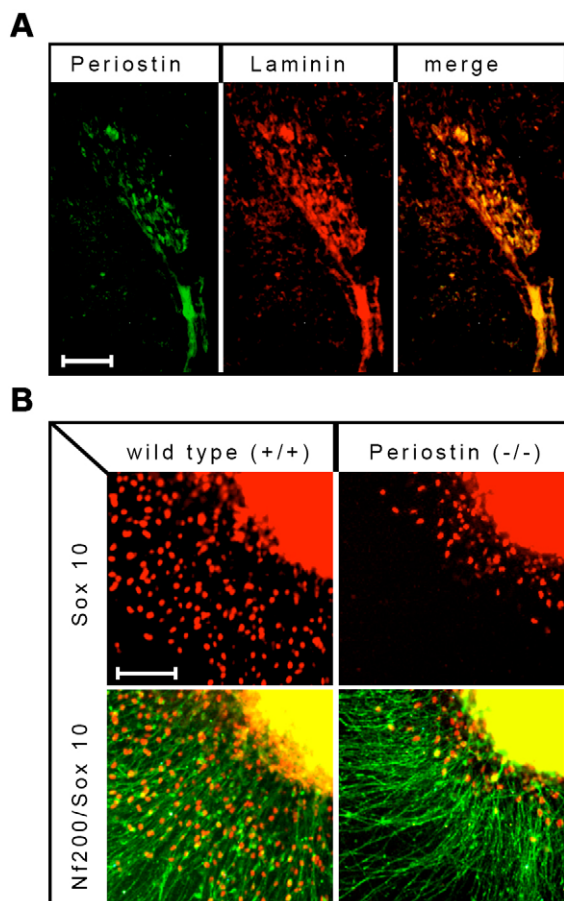 A
Periostin Laminin merge
B
wild type (+/+) Periostin (-/-)
Sox 10
Nf200/Sox 10